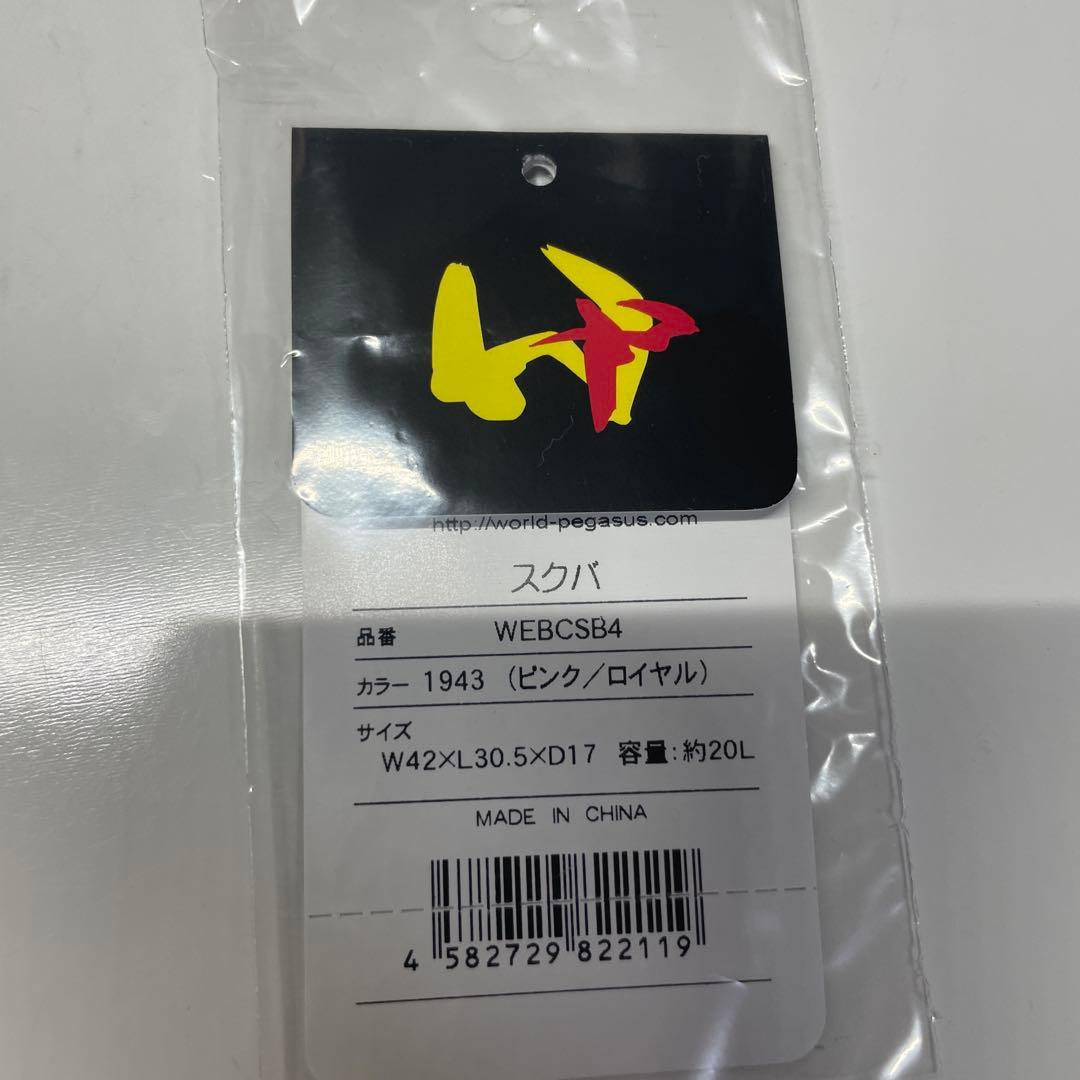 http://world-pegasus.com
スクバ
品番 WEBCSB4
カラー 1943 (ピンク／ロイヤル)
サイズ
W42×L30.5×D17 容量:約20L
MADE IN CHINA
4 582729 822119